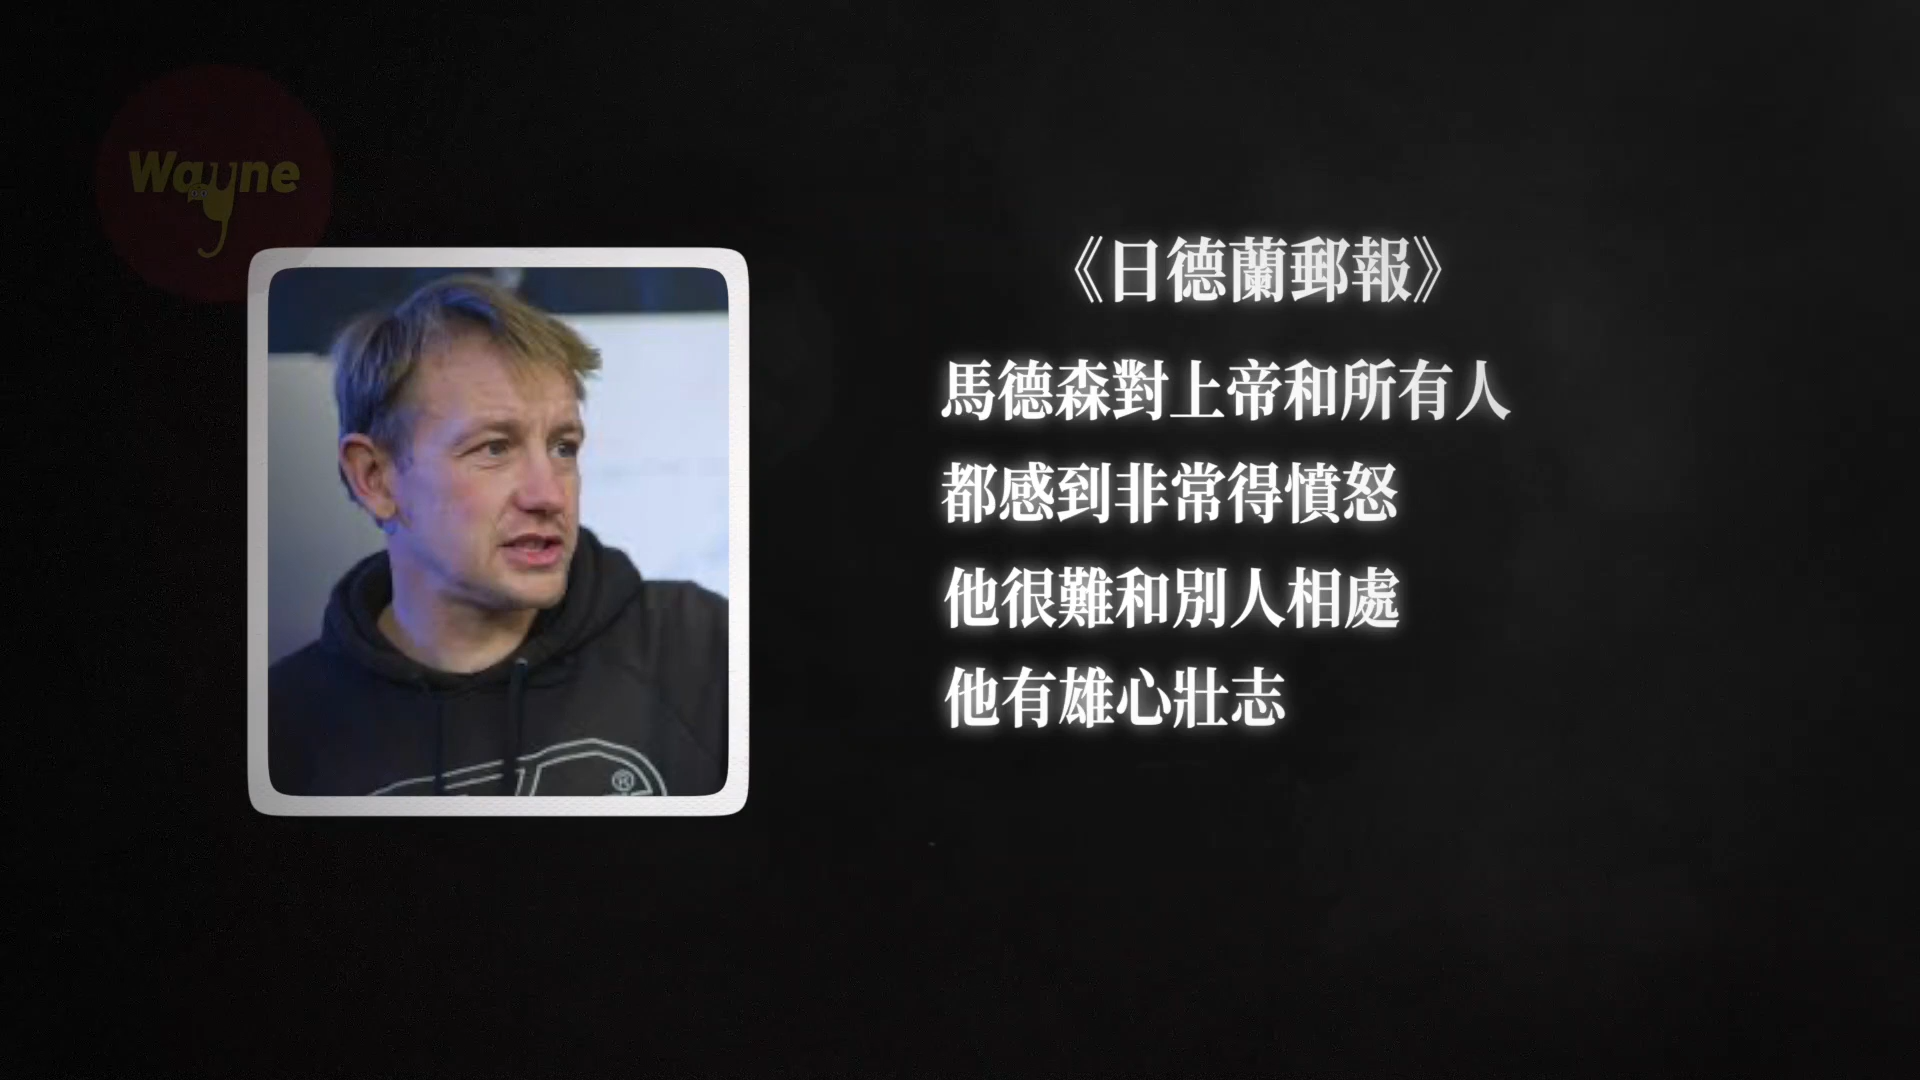 Wayne
《日德蘭郵報》
馬德森對上帝和所有人
都感到非常得憤怒
他很難和別人相處
他有雄心壯志
®